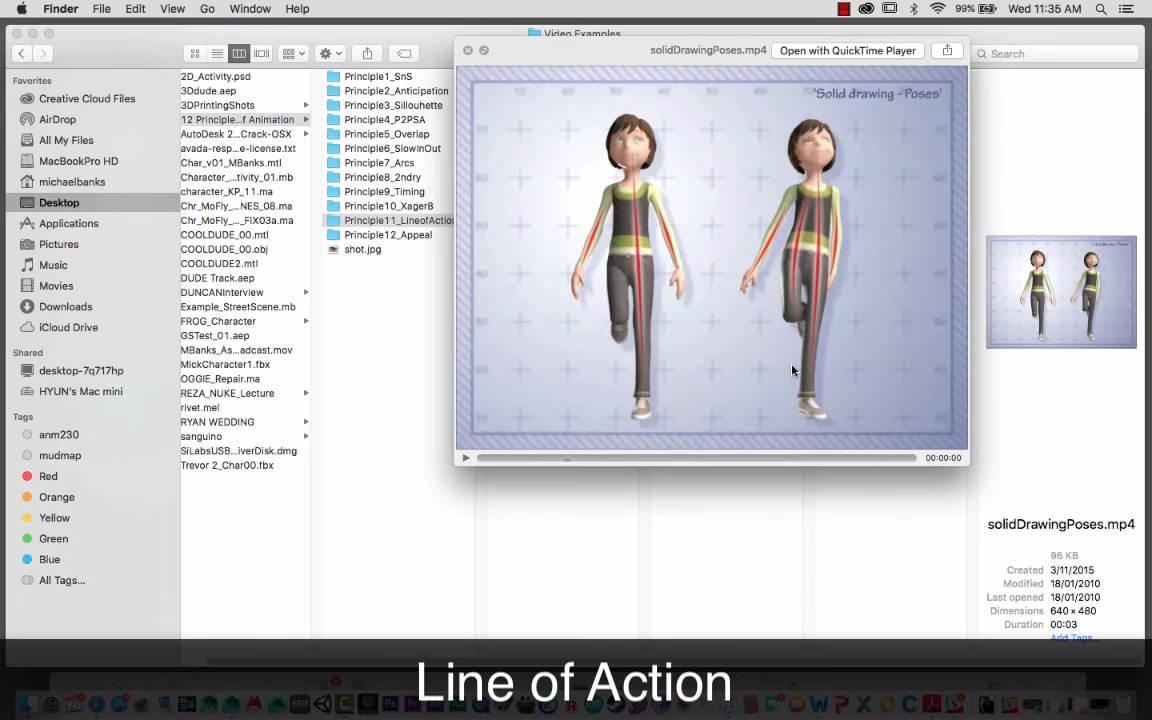 Finder File Edit View Go Window Help 99% Wed 11:35 AM
Video Examples
solidDrawingPoses.mp4 Open with QuickTime Player
Search
Favorites
Creative Cloud Files
AirDrop
All My Files
MacBookPro HD
michaelbanks
Desktop
Applications
Pictures
Music
Movies
Downloads
iCloud Drive
Shared
desktop-7q717hp
HYUN's Mac mini
Tags
anm230
mudmap
Red
Orange
Yellow
Green
Blue
All Tags...
2D_Activity.psd
3Ddude.aep
3DPrintingShots
12 Principle...f Animation
AutoDesk 2...Crack-OSX
avada-resp...e-license.txt
Char_v01_MBanks.mtl
Character_...tivity_01.mb
character_KP_11.ma
Chr_MoFly_...NES_08.ma
Chr_MoFly_..._FIX03a.ma
COOLDUDE_00.mtl
COOLDUDE_00.obj
COOLDUDE2.mtl
DUDE Track.aep
DUNCANInterview
Example_StreetScene.mb
FROG_Character
GSTest_01.aep
MBanks_As...adcast.mov
MickCharacter1.fbx
OGGIE_Repair.ma
REZA_NUKE_Lecture
rivet.mel
RYAN WEDDING
sanguino
SiLabsUSB...iverDisk.dmg
Trevor 2_Char00.fbx
Principle1_SnS
Principle2_Anticipation
Principle3_Sillouhette
Principle4_P2PSA
Principle5_Overlap
Principle6_SlowInOut
Principle7_Arcs
Principle8_2ndry
Principle9_Timing
Principle10_Xager8
Principle11_LineofActio
Principle12_Appeal
shot.jpg
'Solid drawing - Poses'
00:00:00
solidDrawingPoses.mp4
96 KB
Created 3/11/2015
Modified 18/01/2010
Last opened 18/01/2010
Dimensions 640 × 480
Duration 00:03
Add Tags...
Line of Action